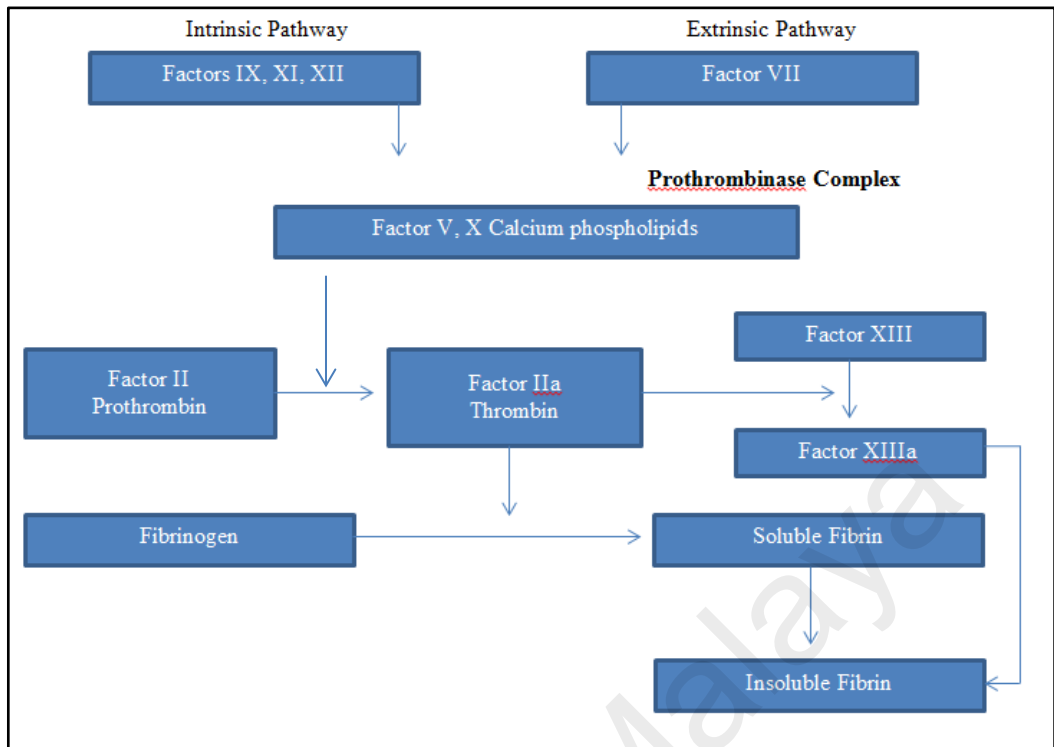 Intrinsic Pathway
Extrinsic Pathway
Factors IX, XI, XII
Factor VII
Prothrombinase Complex
Factor V, X Calcium phospholipids
Factor XIII
Factor II
Prothrombin
Factor IIa
Thrombin
Factor XIIIa
Fibrinogen
Soluble Fibrin
Insoluble Fibrin
Malaya